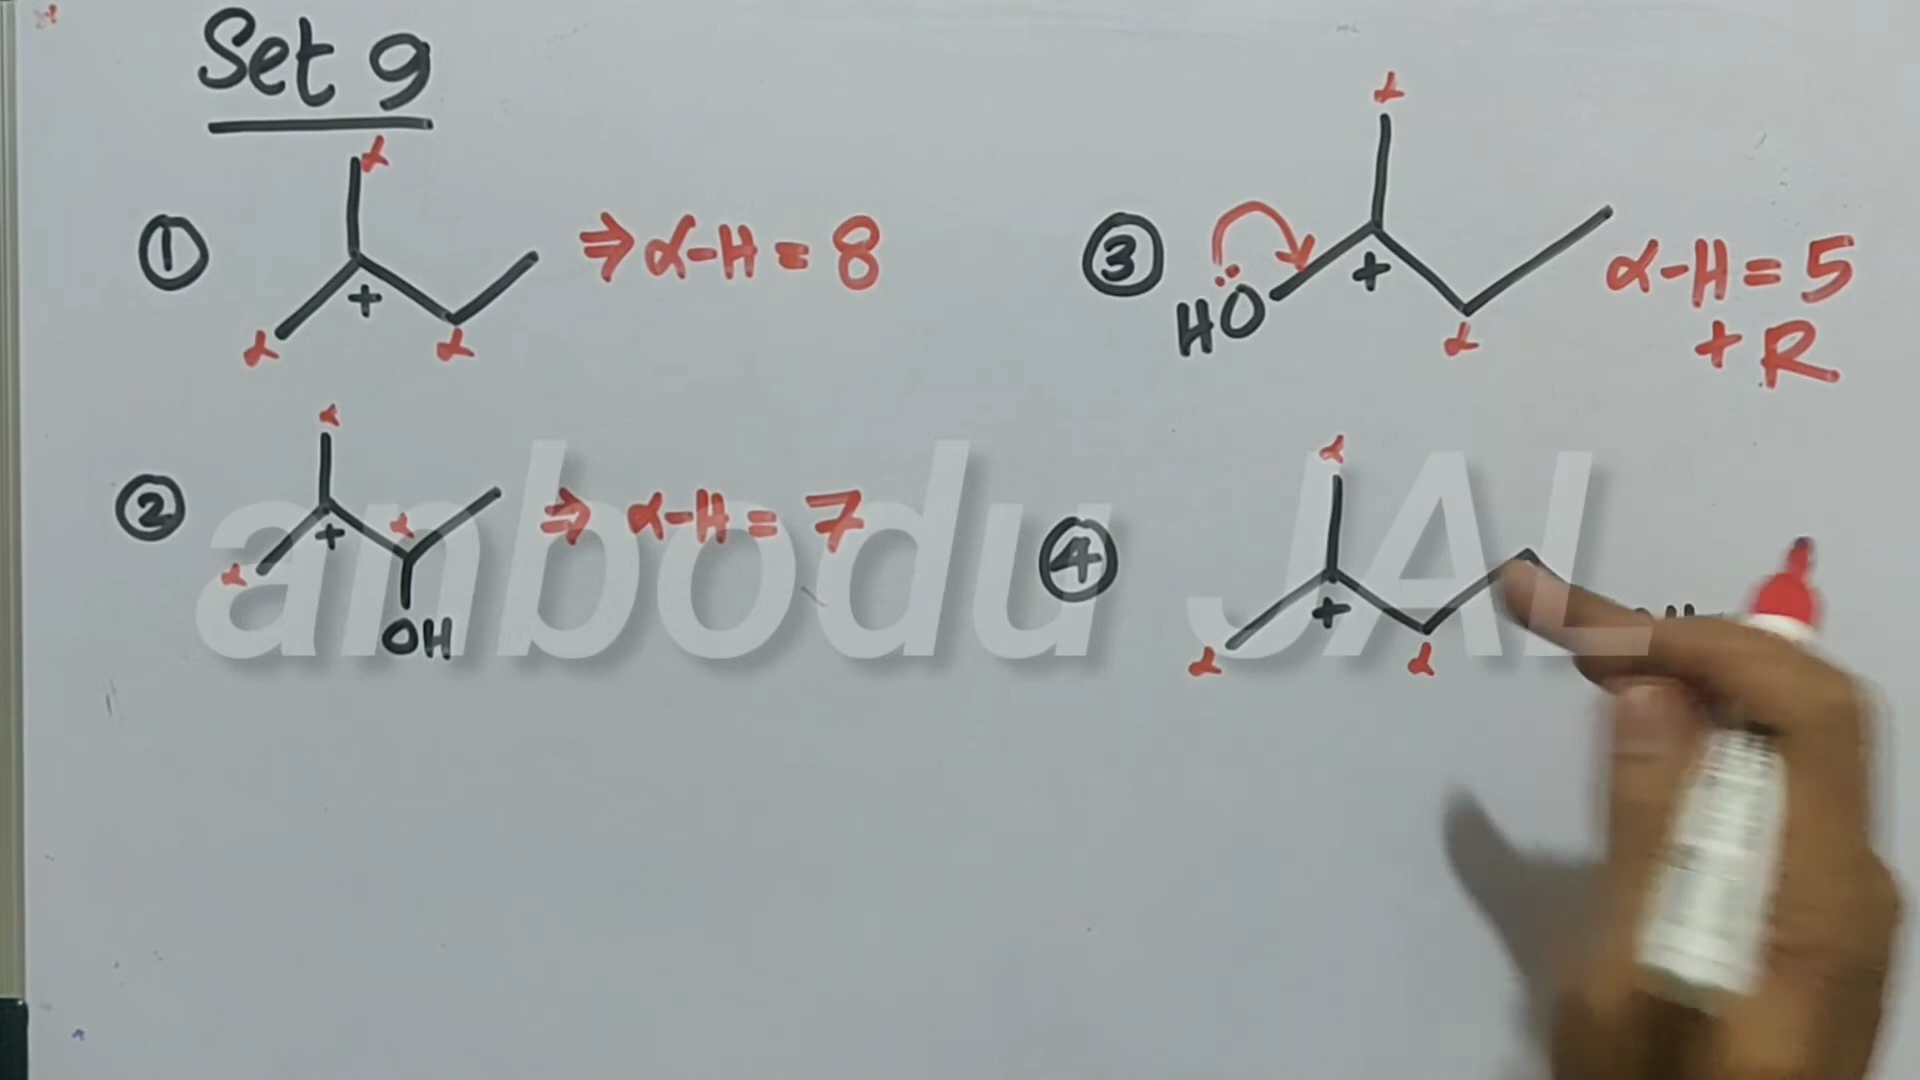 Set 9
① α + α α ⇒ α-H = 8
② α α + α OH ⇒ α-H = 7
③ α HO: + α α-H = 5
+ R
④ α α + α
anbodu JAL